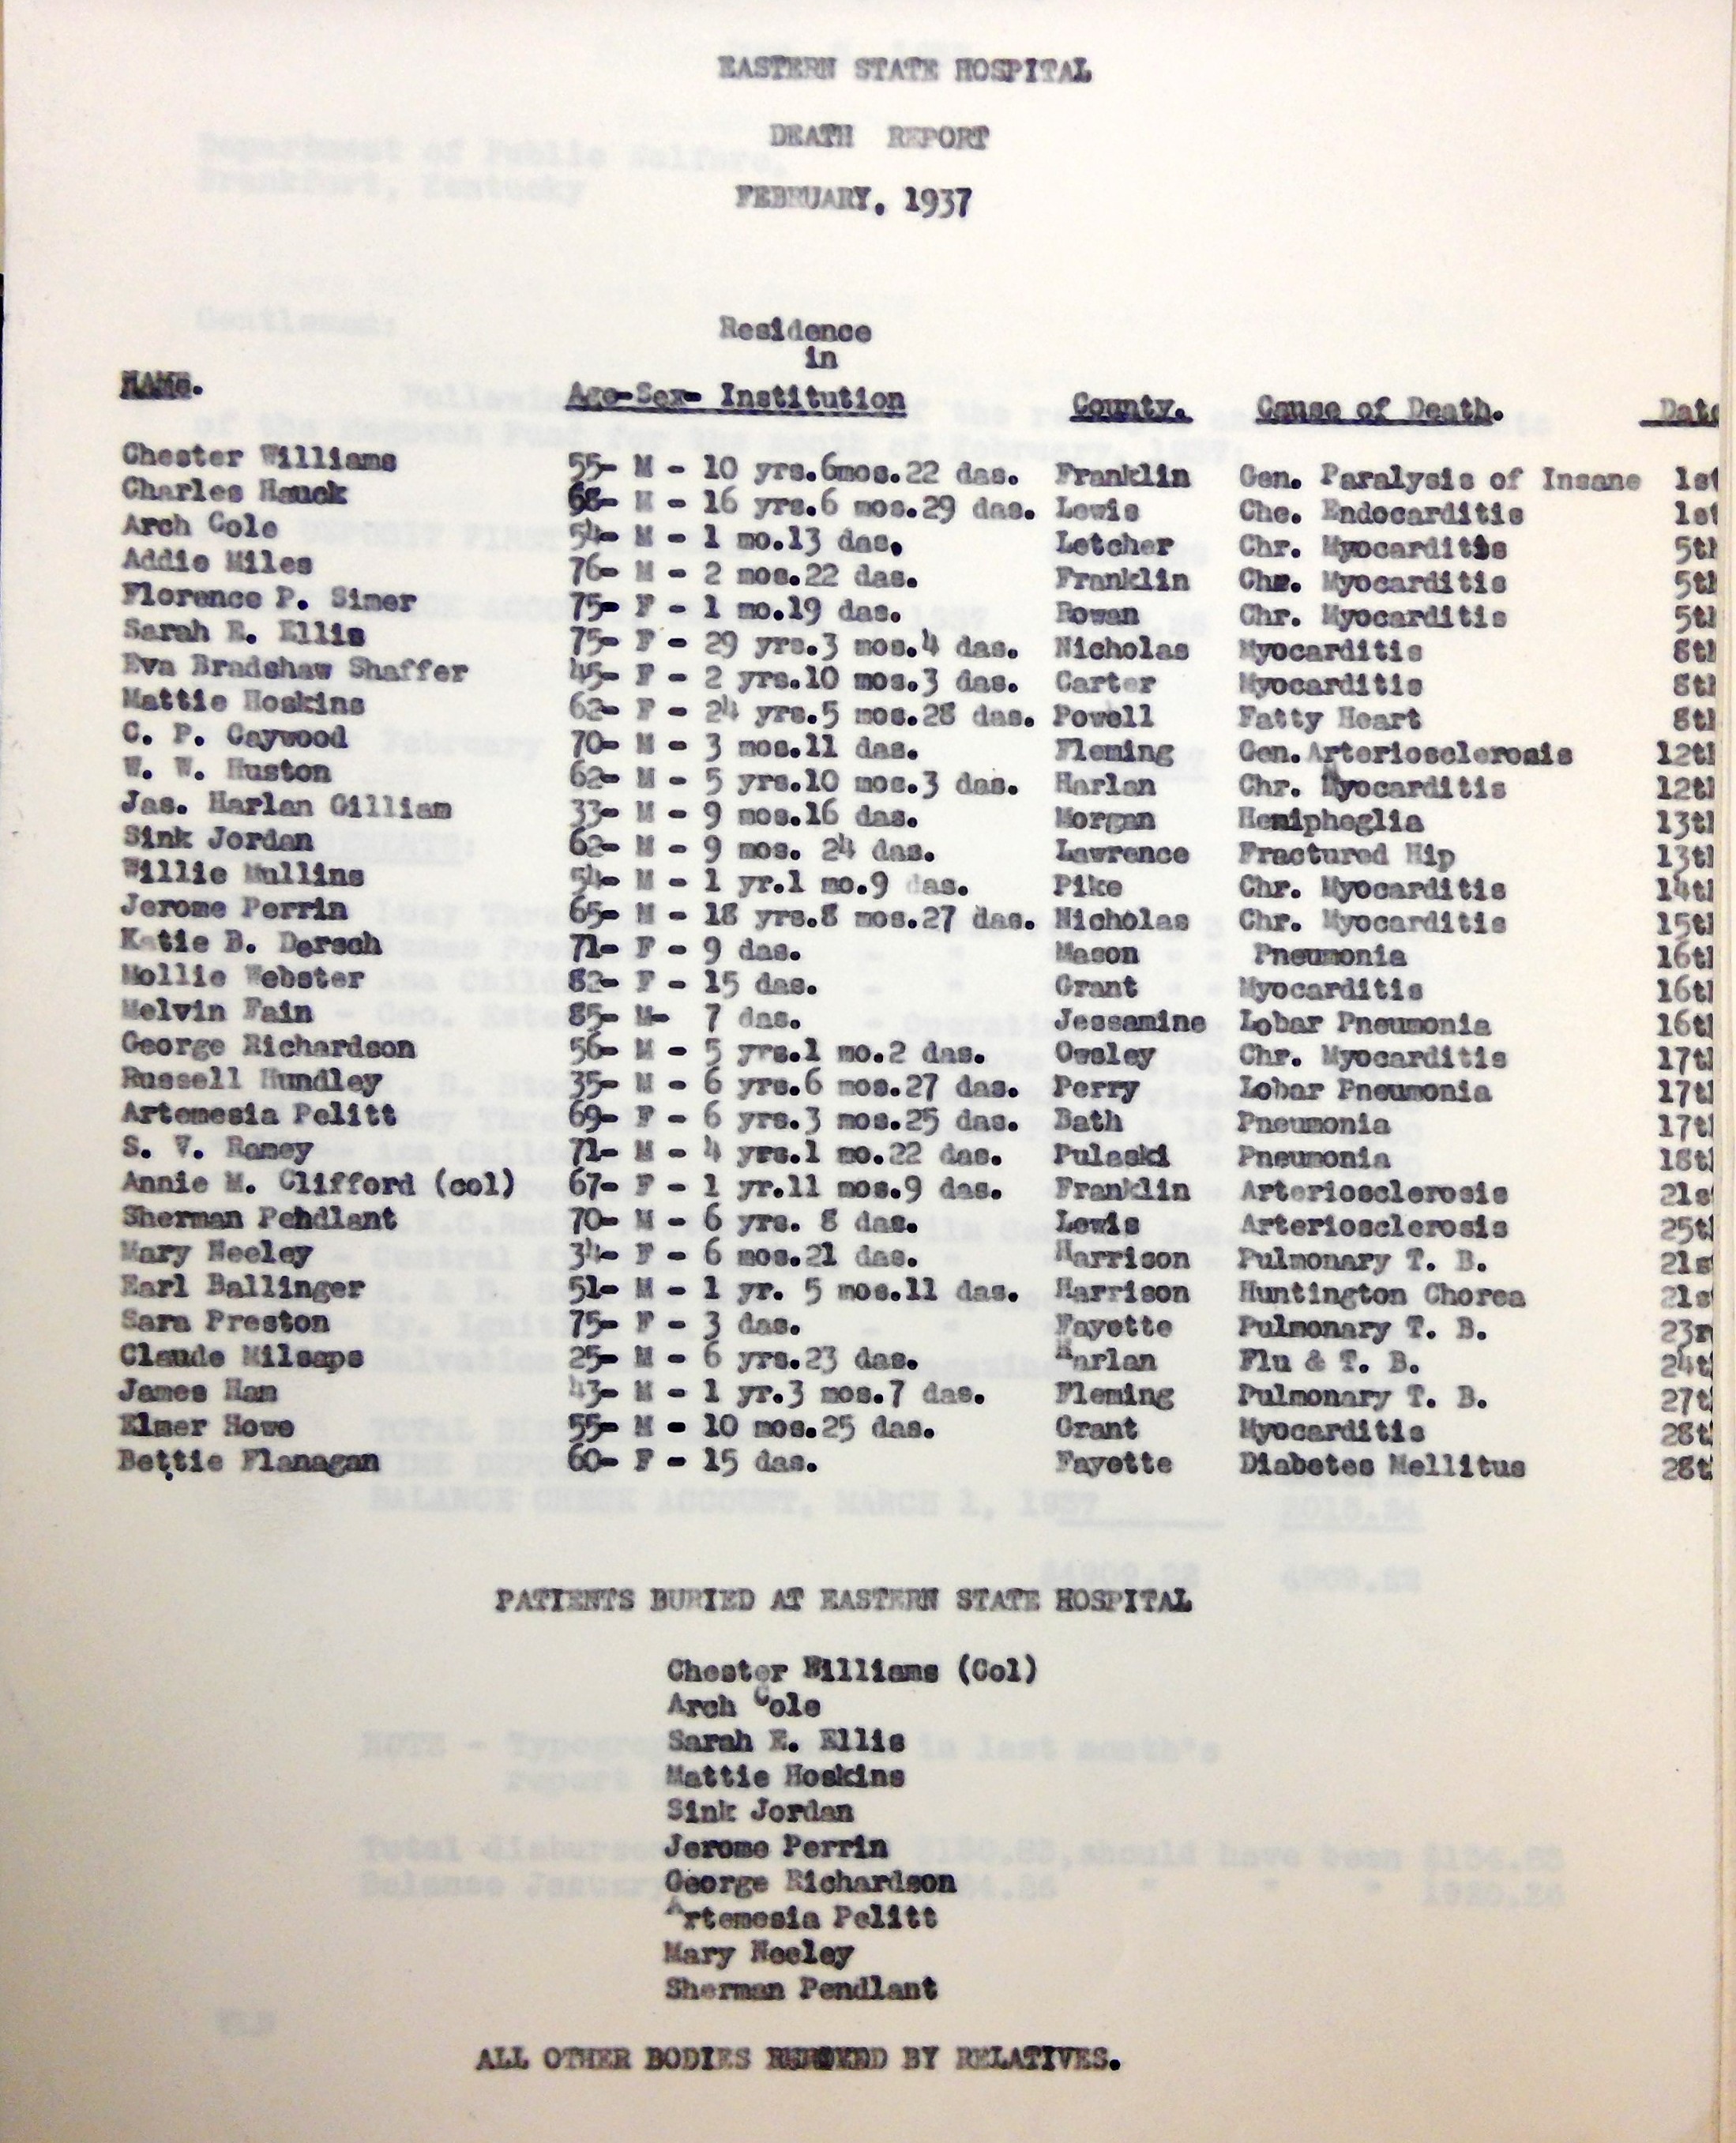 EASTERN STATE HOSPITAL
DEATH REPORT
FEBRUARY, 1937
Residence
in
NAME. Age-Sex- Institution County. Cause of Death. Date
Chester Williams 55- M - 10 yrs.6mos.22 das. Franklin Gen. Paralysis of Insane 1st
Charles Hauck 68- M - 16 yrs.6 mos.29 das. Lewis Che. Endocarditis 1st
Arch Cole 54- M - 1 mo.13 das. Letcher Chr. Myocarditis 5th
Addie Miles 76- M - 2 mos.22 das. Franklin Chr. Myocarditis 5th
Florence P. Simer 75- F - 1 mo.19 das. Rowan Chr. Myocarditis 5th
Sarah E. Ellis 75- F - 29 yrs.3 mos.4 das. Nicholas Myocarditis 8th
Eva Bradshaw Shaffer 45- F - 2 yrs.10 mos.3 das. Carter Myocarditis 8th
Mattie Hoskins 62- F - 24 yrs.5 mos.28 das. Powell Fatty Heart 8th
C. P. Caywood 70- M - 3 mos.11 das. Fleming Gen.Arteriosclerosis 12th
W. W. Huston 62- M - 5 yrs.10 mos.3 das. Harlan Chr. Myocarditis 12th
Jas. Harlan Gilliam 33- M - 9 mos.16 das. Morgan Hemipheglia 13th
Sink Jordan 62- M - 9 mos. 24 das. Lawrence Fractured Hip 13th
Willie Mullins 54- M - 1 yr.1 mo.9 das. Pike Chr. Myocarditis 14th
Jerome Perrin 65- M - 18 yrs.8 mos.27 das. Nicholas Chr. Myocarditis 15th
Katie B. Dersch 71- F - 9 das. Mason Pneumonia 16th
Mollie Webster 82- F - 15 das. Grant Myocarditis 16th
Melvin Fain 85- M- 7 das. Jessamine Lobar Pneumonia 16th
George Richardson 56- M - 5 yrs.1 mo.2 das. Owsley Chr. Myocarditis 17th
Russell Hundley 35- M - 6 yrs.6 mos.27 das. Perry Lobar Pneumonia 17th
Artemesia Pelitt 69- F - 6 yrs.3 mos.25 das. Bath Pneumonia 17th
S. V. Ramey 71- M - 4 yrs.1 mo.22 das. Pulaski Pneumonia 18th
Annie M. Clifford (col) 67- F - 1 yr.11 mos.9 das. Franklin Arteriosclerosis 21s
Sherman Pendlant 70- M - 6 yrs. 8 das. Lewis Arteriosclerosis 25th
Mary Neeley 34- F - 6 mos.21 das. Harrison Pulmonary T. B. 21s
Earl Ballinger 51- M - 1 yr. 5 mos.11 das. Harrison Huntington Chorea 21s
Sara Preston 75- F - 3 das. Fayette Pulmonary T. B. 23r
Claude Milsaps 25- M - 6 yrs.23 das. Harlan Flu & T. B. 24t
James Ham 43- M - 1 yr.3 mos.7 das. Fleming Pulmonary T. B. 27t
Elmer Howe 55- M - 10 mos.25 das. Grant Myocarditis 28t
Bettie Flanagan 60- F - 15 das. Fayette Diabetes Mellitus 28t
PATIENTS BURIED AT EASTERN STATE HOSPITAL
Chester Williams (Col)
Arch Cole
Sarah E. Ellis
Mattie Hoskins
Sink Jordan
Jerome Perrin
George Richardson
Artemesia Pelitt
Mary Neeley
Sherman Pendlant
ALL OTHER BODIES BY RELATIVES.